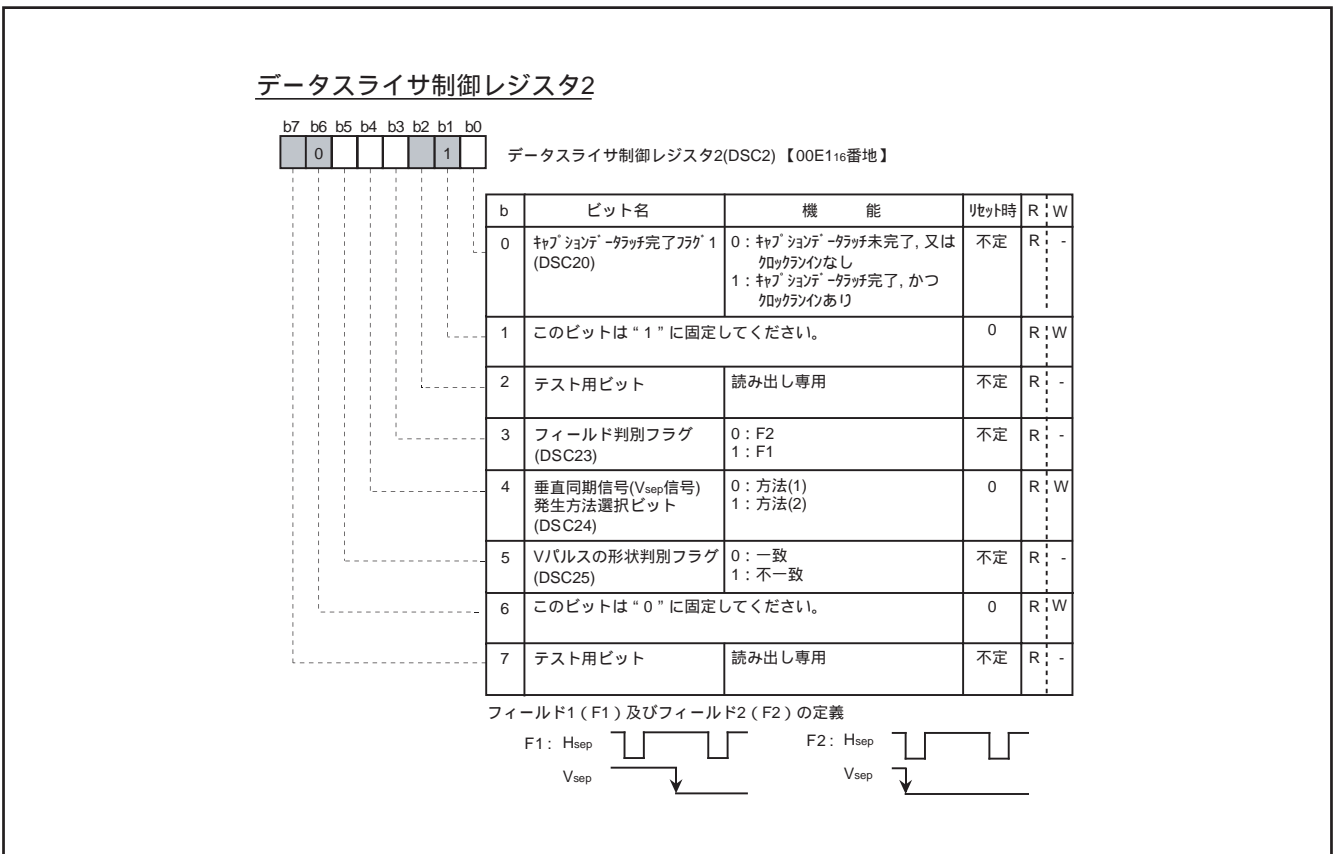 データスライサ制御レジスタ2
b7 b6 b5 b4 b3 b2 b1 b0
0 1
データスライサ制御レジスタ2(DSC2)【00E116番地】
b ビット名 機 能 リセット時 R W
0 キャプションデータラッチ完了フラグ1 0:キャプションデータラッチ未完了, 又は 不定 R -
(DSC20) クロックランインなし
1:キャプションデータラッチ完了, かつ
クロックランインあり
1 このビットは“1”に固定してください。 0 R W
2 テスト用ビット 読み出し専用 不定 R -
3 フィールド判別フラグ 0:F2 不定 R -
(DSC23) 1:F1
4 垂直同期信号(Vsep信号) 0:方法(1) 0 R W
発生方法選択ビット 1:方法(2)
(DSC24)
5 Vパルスの形状判別フラグ 0:一致 不定 R -
(DSC25) 1:不一致
6 このビットは“0”に固定してください。 0 R W
7 テスト用ビット 読み出し専用 不定 R -
フィールド1(F1)及びフィールド2(F2)の定義
F1: Hsep F2: Hsep
Vsep Vsep